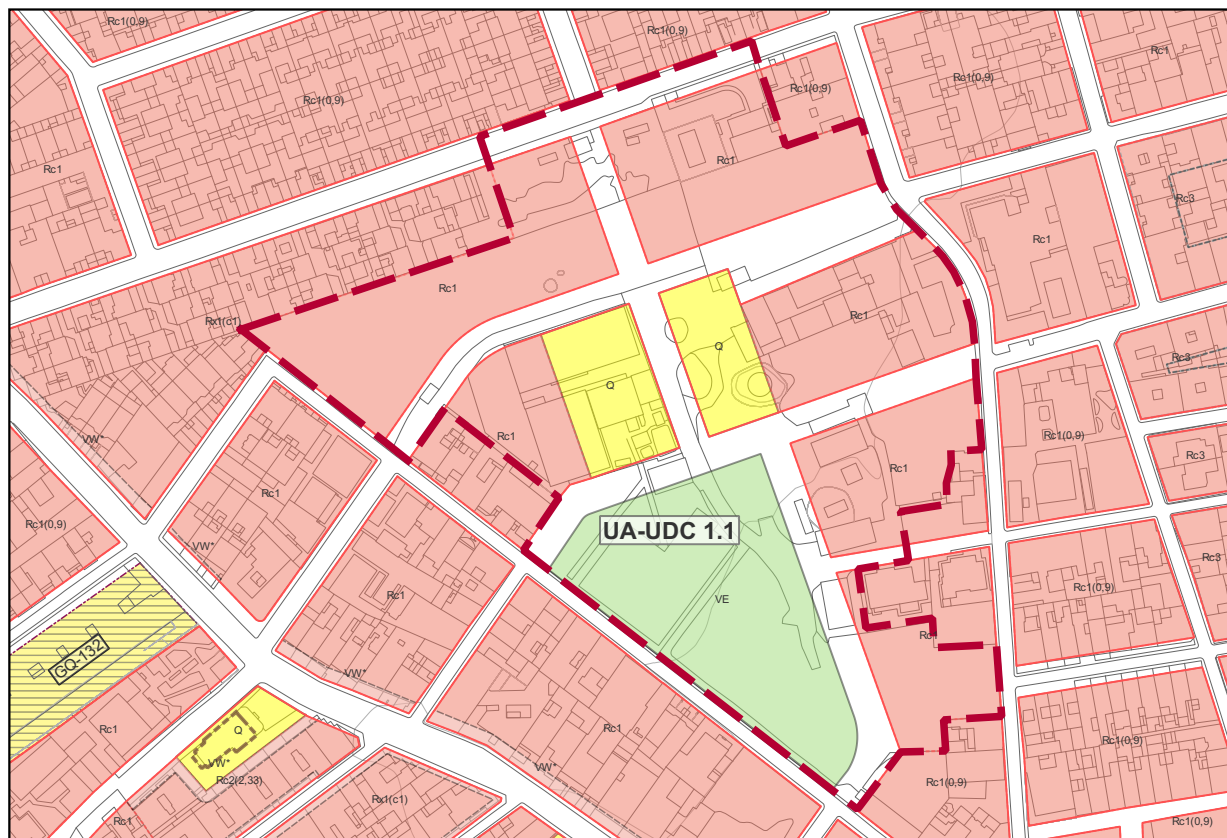 Rc1(0,9)
Rc1(0,9)
Rc1
Rc1(0,9)
Rc1(0,9)
Rc1(0,9)
Rc1
Rc1
Rc3
Rc1
Rc1
Rx1(c1)
Rc1
Q
Rc3
Q
VW*
Rc1
Rc1(0,9)
Rc1
Rc1
Rc3
Rc1(0,9)
UA-UDC 1.1
VW*
Rc3
Rc1
Rc1(0,9)
VE
Rc1
GQ-132
VW*
Rc1
Rc1
Q
Rc1(0,9)
VW*
VW*
Rc2(2,33)
Rc1(0,9)
Rx1(c1)
Rc1
Rc1(0,9)